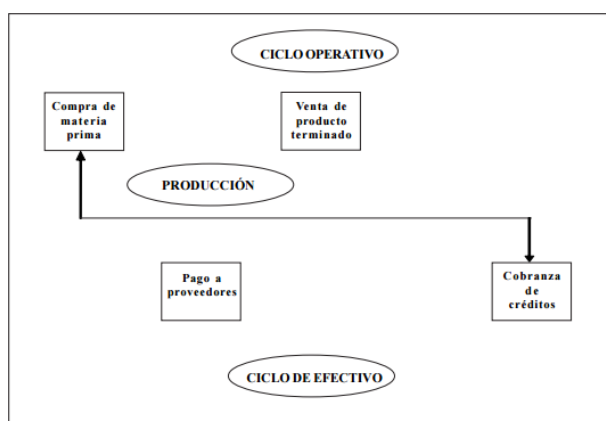 CICLO OPERATIVO
Compra de
materia
prima
Venta de
producto
terminado
PRODUCCIÓN
Pago a
proveedores
Cobranza
de
créditos
CICLO DE EFECTIVO